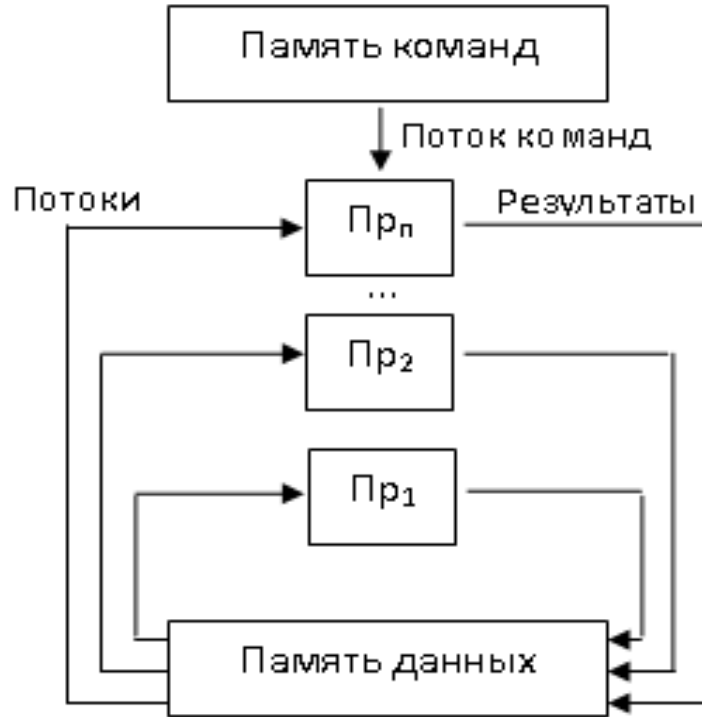 Память команд
Поток команд
Потоки
Результаты
Прn
...
Пр2
Пр1
Память данных